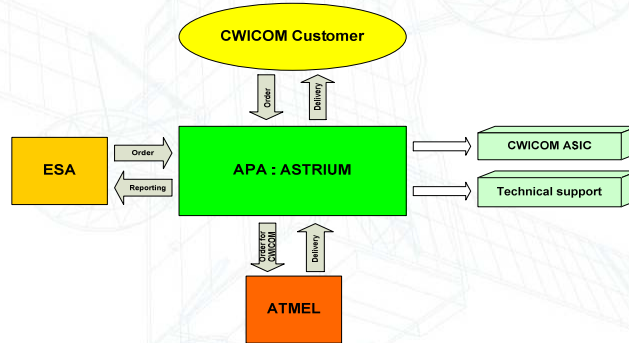 CWICOM Customer
Order
Delivery
ESA
Order
Reporting
APA : ASTRIUM
CWICOM ASIC
Technical support
Order for
CWICOM
Delivery
ATMEL